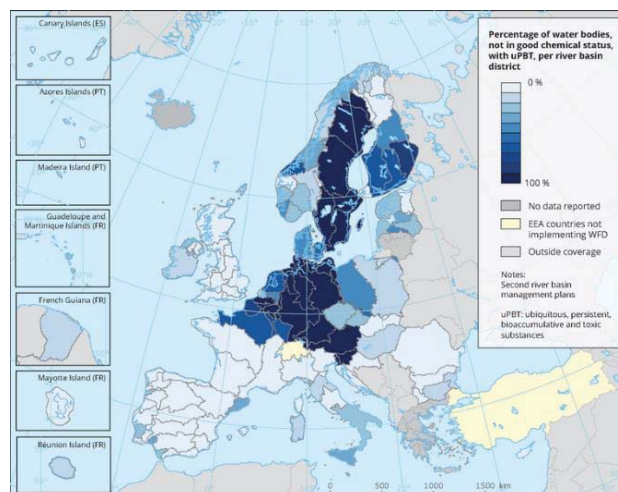 Canary Islands (ES)
Azores Islands (PT)
Madeira Island (PT)
Guadeloupe and
Martinique Islands (FR)
French Guiana (FR)
Mayotte Island (FR)
Réunion Island (FR)
Percentage of water bodies,
not in good chemical status,
with uPBT, per river basin
district
0 %
100 %
No data reported
EEA countries not
implementing WFD
Outside coverage
Notes:
Second river basin
management plans
uPBT: ubiquitous, persistent,
bioaccumulative and toxic
substances
0 500 1000 1500 km